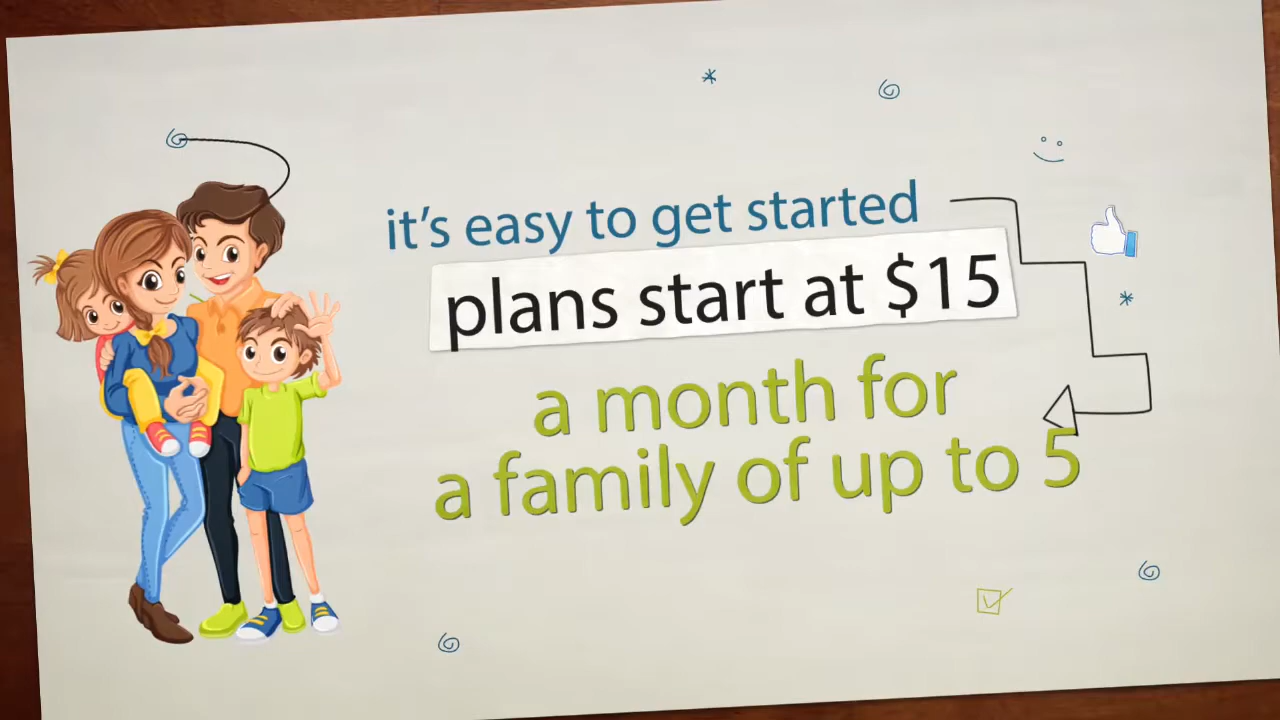 it's easy to get started
plans start at $15
a month for
a family of up to 5